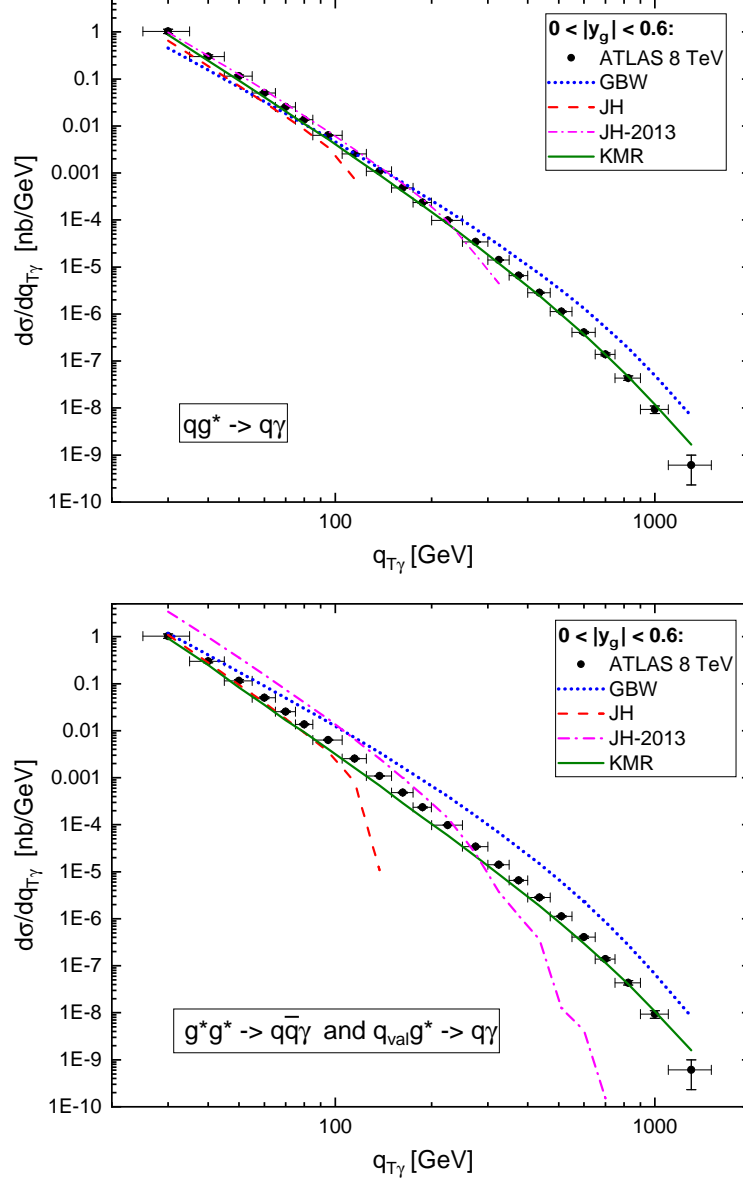 0 < |y_g| < 0.6:
ATLAS 8 TeV
GBW
JH
JH-2013
KMR
1
0.1
0.01
0.001
1E-4
1E-5
1E-6
1E-7
1E-8
1E-9
1E-10
dσ/dq_Tγ [nb/GeV]
qg* -> qγ
100
1000
q_Tγ [GeV]
0 < |y_g| < 0.6:
ATLAS 8 TeV
GBW
JH
JH-2013
KMR
1
0.1
0.01
0.001
1E-4
1E-5
1E-6
1E-7
1E-8
1E-9
1E-10
dσ/dq_Tγ [nb/GeV]
g*g* -> qq̅γ and q_val g* -> qγ
100
1000
q_Tγ [GeV]